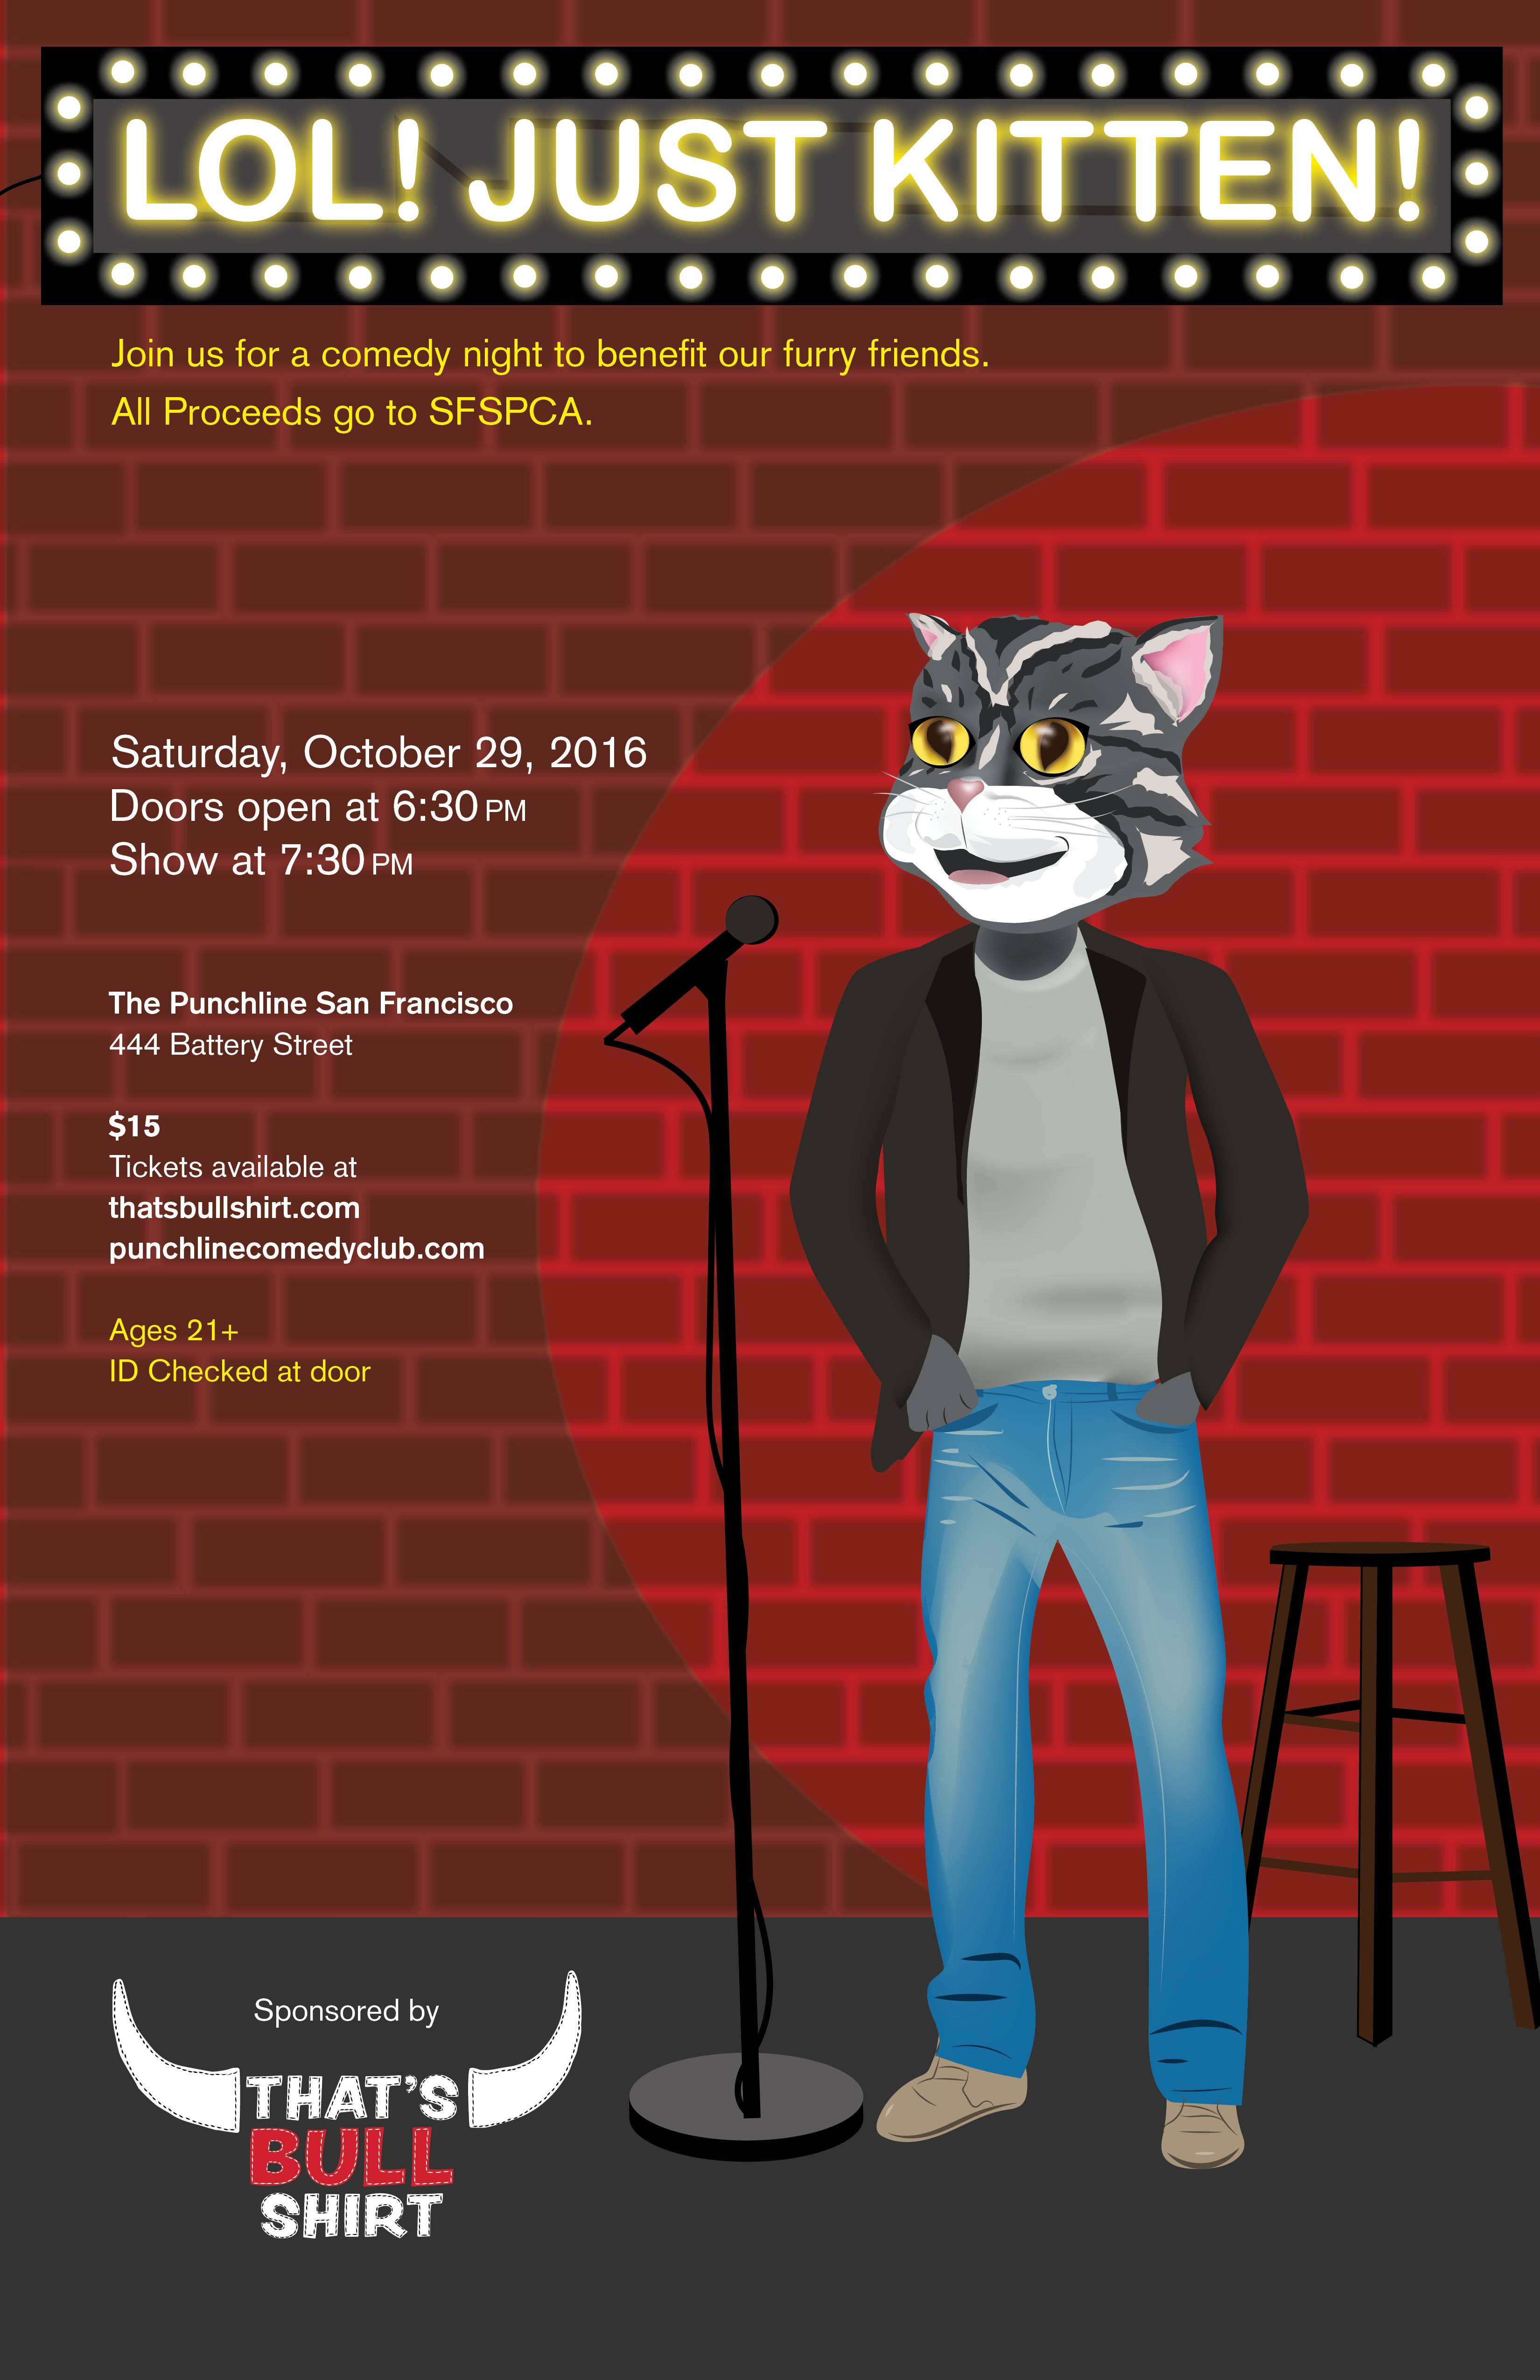 LOL! JUST KITTEN!
Join us for a comedy night to benefit our furry friends.
All Proceeds go to SFSPCA.
Saturday, October 29, 2016
Doors open at 6:30 PM
Show at 7:30 PM
The Punchline San Francisco
444 Battery Street
$15
Tickets available at
thatsbullshirt.com
punchlinecomedyclub.com
Ages 21+
ID Checked at door
Sponsored by
THAT'S
BULL
SHIRT